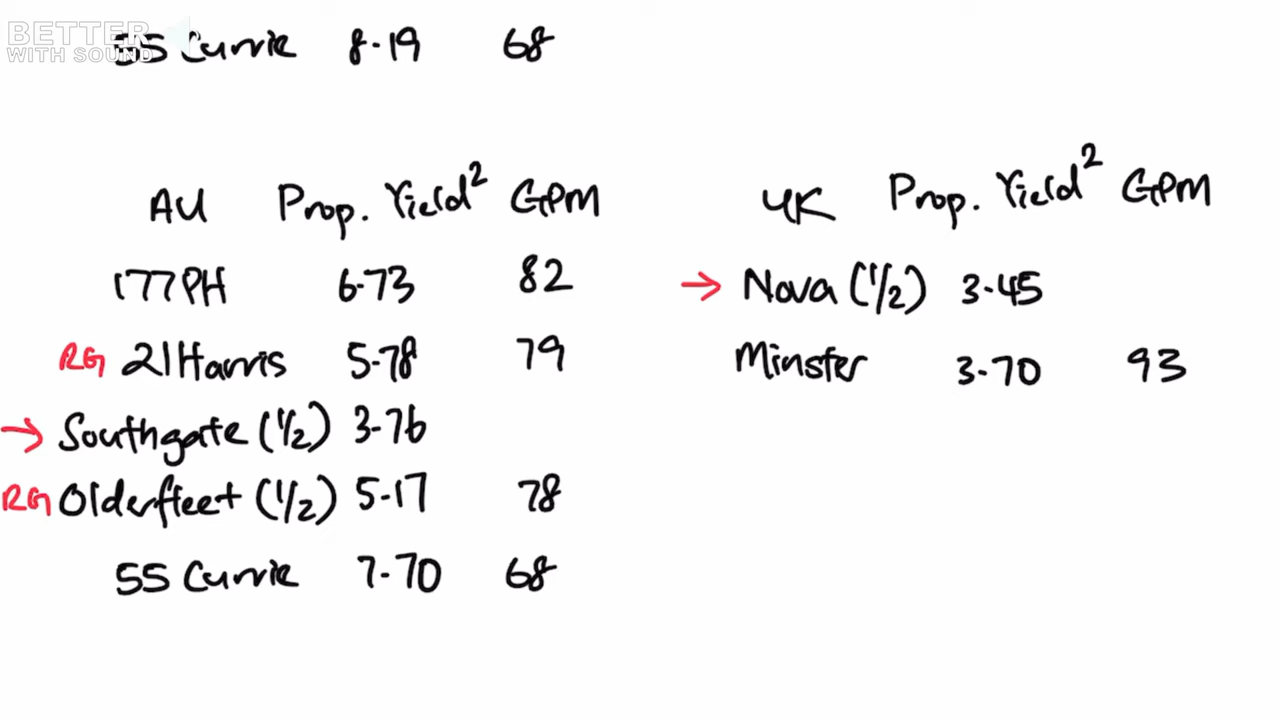 BETTER
WITH SOUND
55 Currie 8.19 68
AU Prop. Yield² GPM
177PH 6.73 82
RG 21Harris 5.78 79
→ Southgate (1/2) 3.76
RG Olderfleet (1/2) 5.17 78
55 Currie 7.70 68
UK Prop. Yield² GPM
→ Nova (1/2) 3.45
Minster 3.70 93